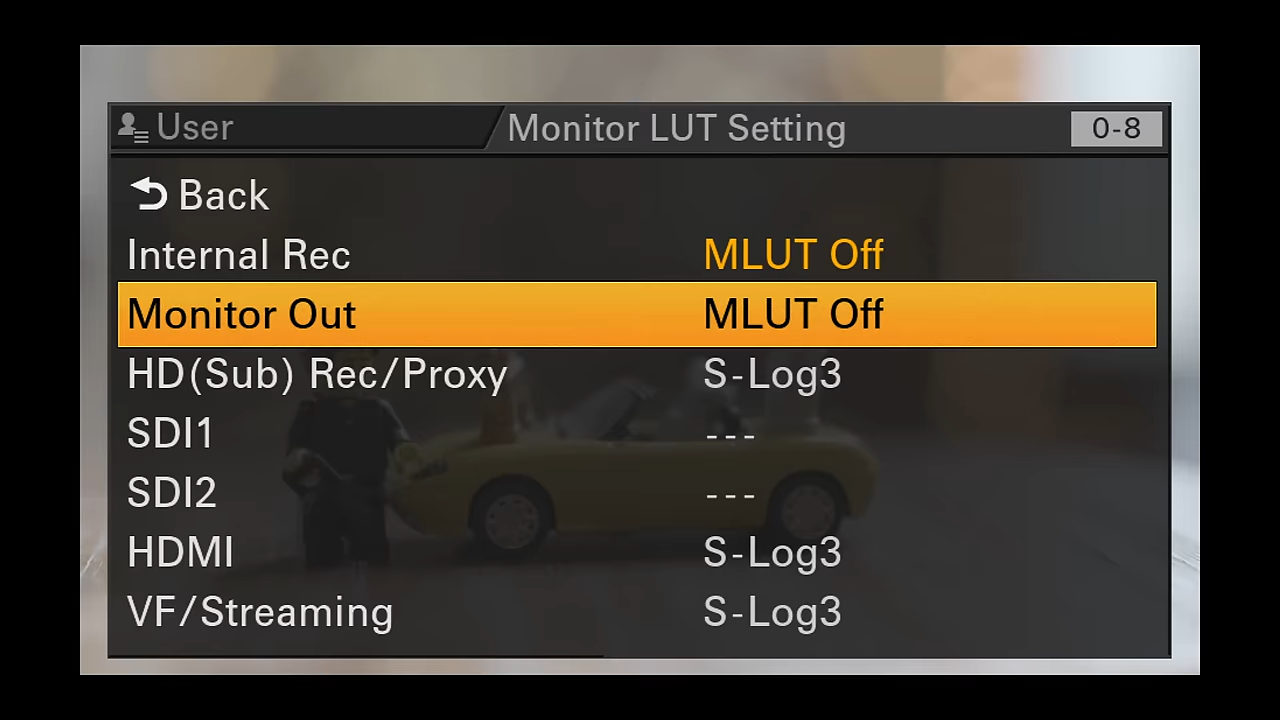 User
Monitor LUT Setting
0-8
Back
Internal Rec MLUT Off
Monitor Out MLUT Off
HD(Sub) Rec/Proxy S-Log3
SDI1 ---
SDI2 ---
HDMI S-Log3
VF/Streaming S-Log3